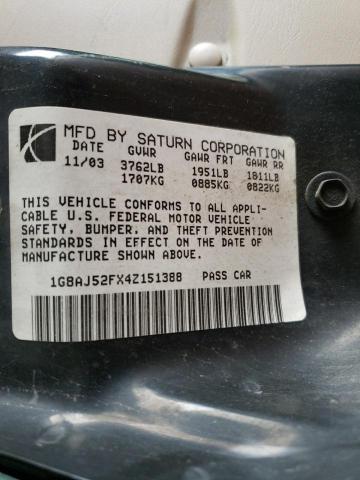 MFD BY SATURN CORPORATION
DATE GVWR GAWR FRT GAWR RR
11/03 3762LB 1951LB 1811LB
1707KG 0885KG 0822KG
THIS VEHICLE CONFORMS TO ALL APPLI-
CABLE U.S. FEDERAL MOTOR VEHICLE
SAFETY, BUMPER, AND THEFT PREVENTION
STANDARDS IN EFFECT ON THE DATE OF
MANUFACTURE SHOWN ABOVE.
1G8AJ52FX4Z151388 PASS CAR